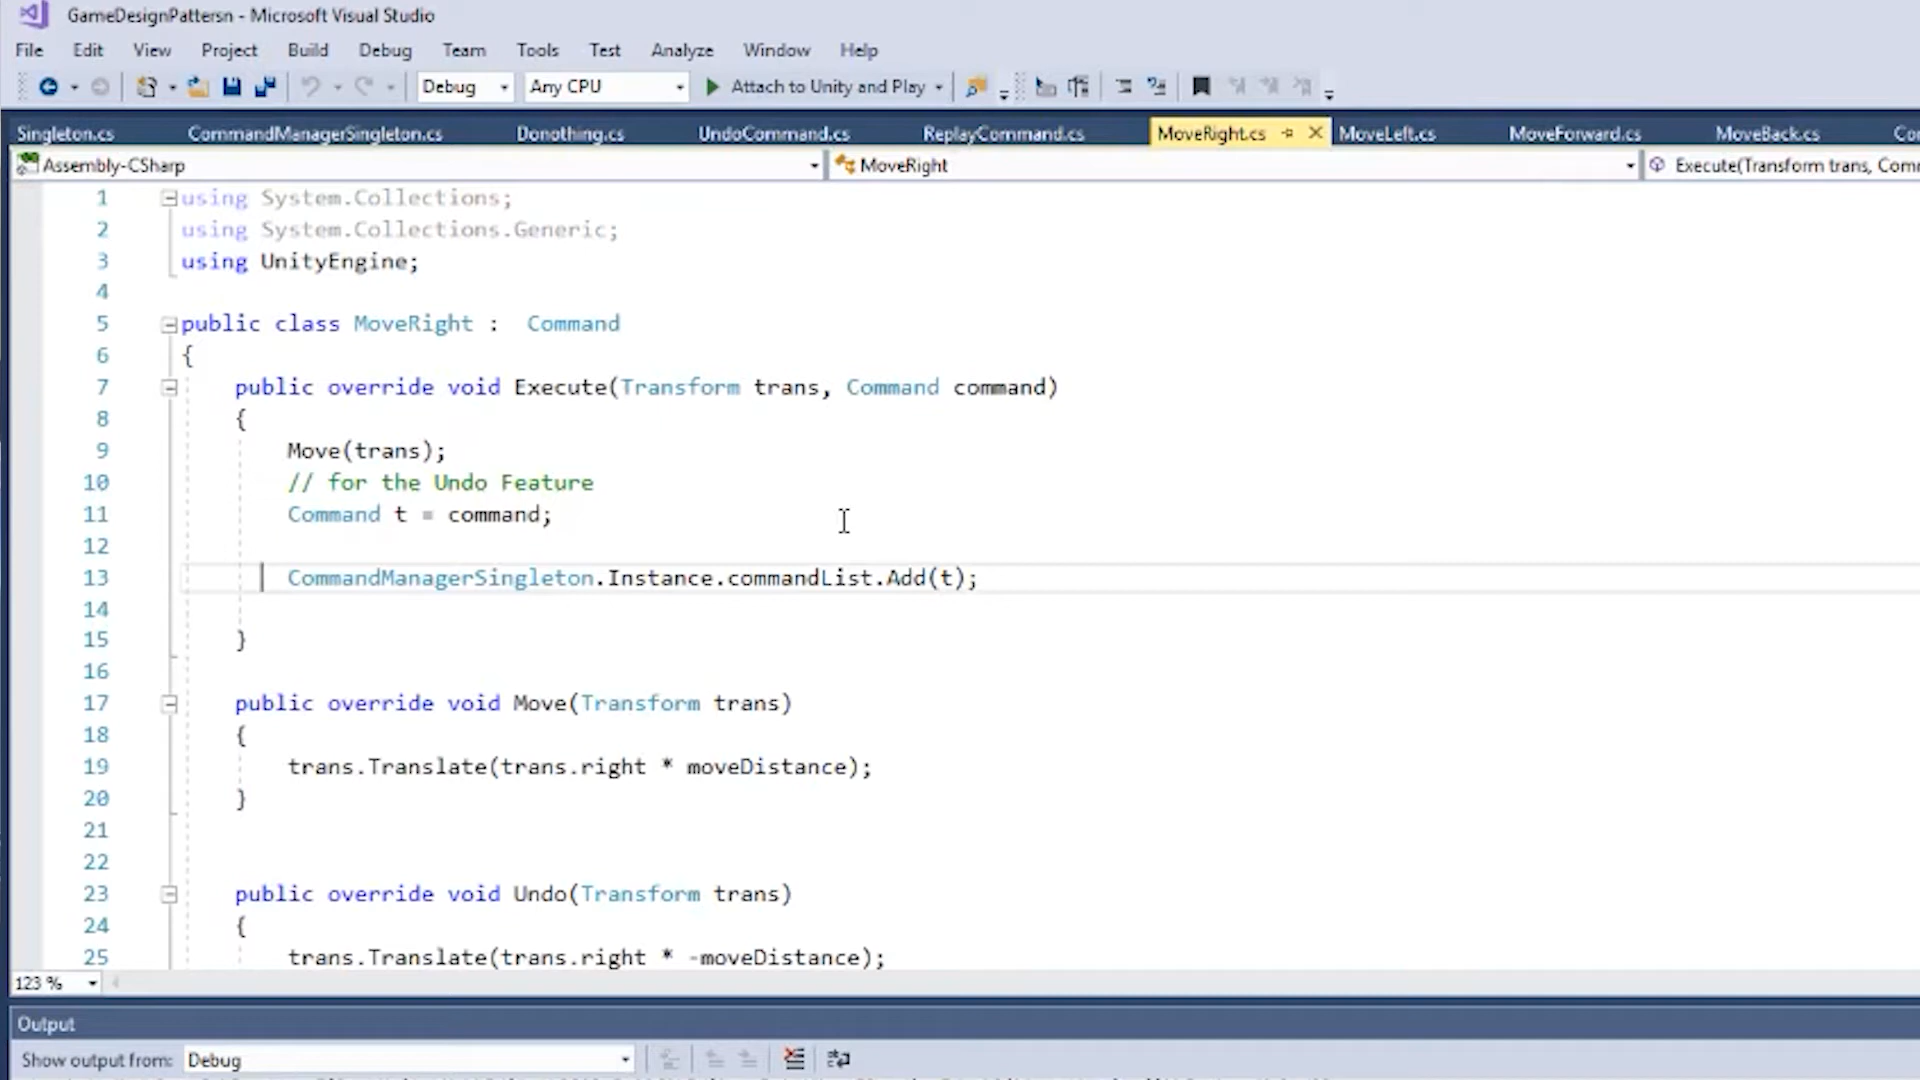 GameDesignPattersn - Microsoft Visual Studio
File Edit View Project Build Debug Team Tools Test Analyze Window Help
Debug Any CPU Attach to Unity and Play
Singleton.cs CommandManagerSingleton.cs Donothing.cs UndoCommand.cs ReplayCommand.cs MoveRight.cs MoveLeft.cs MoveForward.cs MoveBack.cs
Assembly-CSharp MoveRight Execute(Transform trans, Comm
1 using System.Collections;
2 using System.Collections.Generic;
3 using UnityEngine;
4
5 public class MoveRight : Command
6 {
7 public override void Execute(Transform trans, Command command)
8 {
9 Move(trans);
10 // for the Undo Feature
11 Command t = command;
12
13 CommandManagerSingleton.Instance.commandList.Add(t);
14
15 }
16
17 public override void Move(Transform trans)
18 {
19 trans.Translate(trans.right * moveDistance);
20 }
21
22
23 public override void Undo(Transform trans)
24 {
25 trans.Translate(trans.right * -moveDistance);
123 %
Output
Show output from: Debug